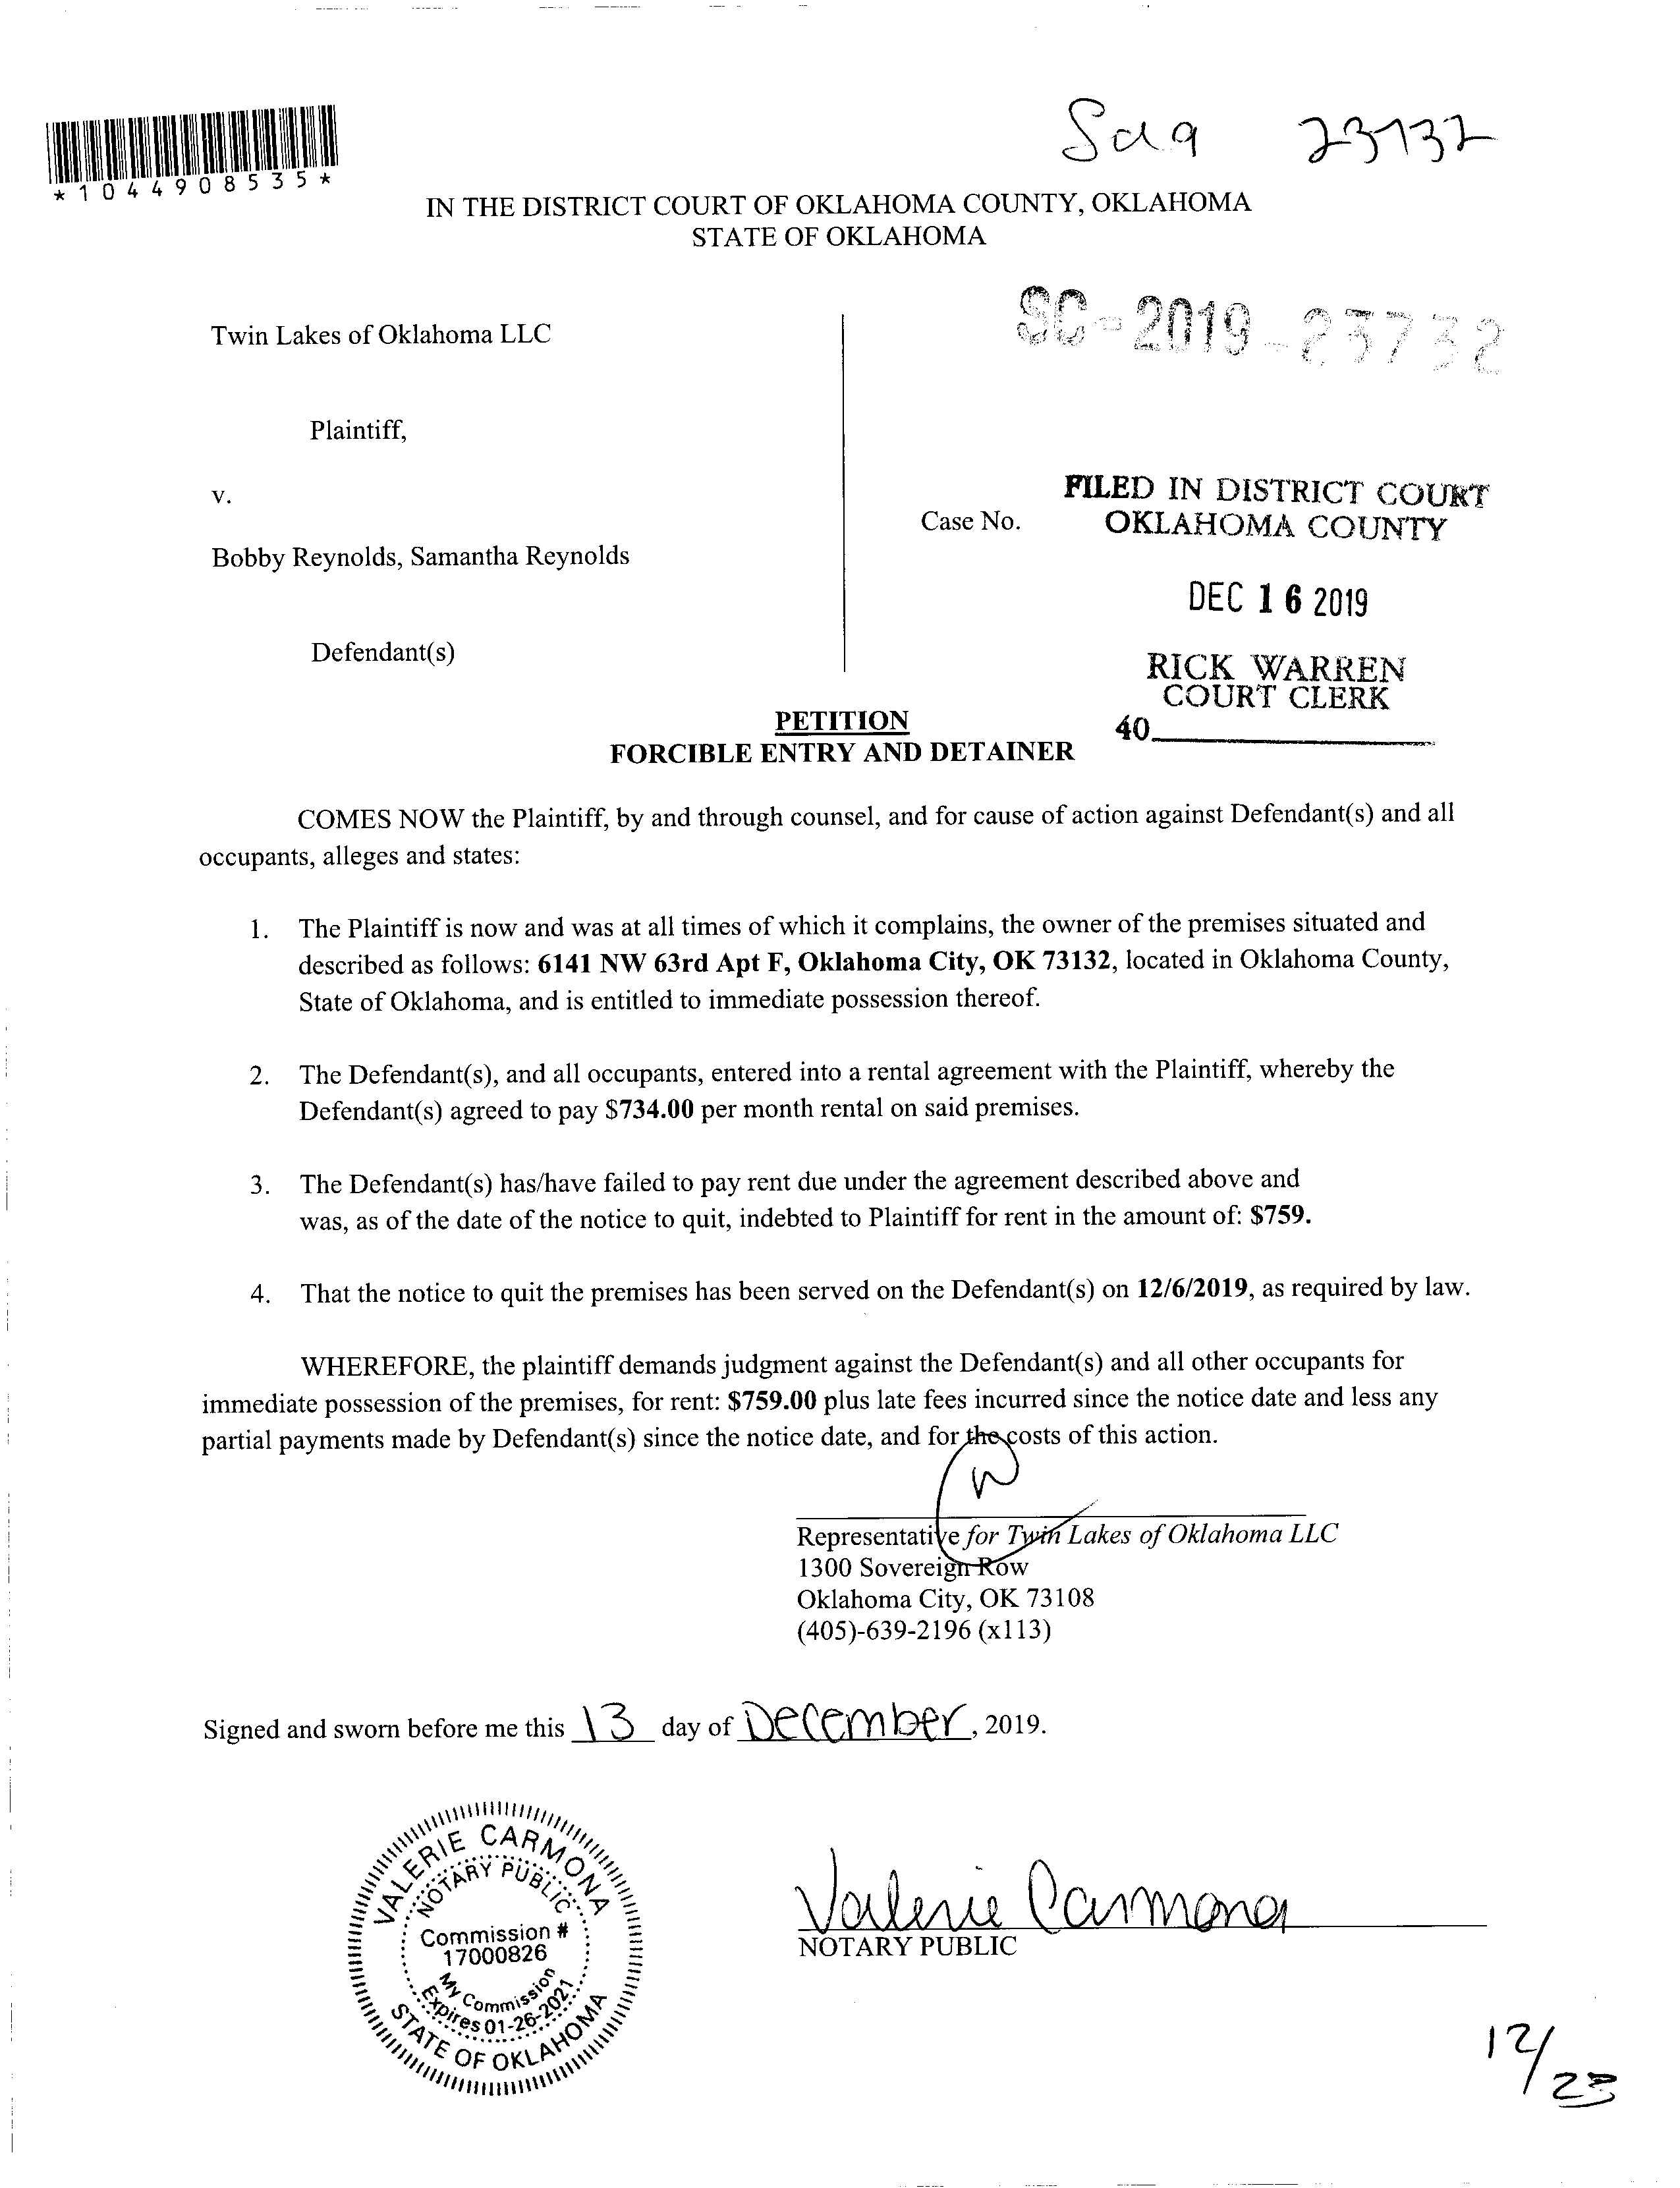 *1044908535*
IN THE DISTRICT COURT OF OKLAHOMA COUNTY, OKLAHOMA
STATE OF OKLAHOMA
SC-2019-23732
Twin Lakes of Oklahoma LLC
Plaintiff,
v.
Bobby Reynolds, Samantha Reynolds
Defendant(s)
Case No.
FILED IN DISTRICT COURT
OKLAHOMA COUNTY
DEC 16 2019
RICK WARREN
COURT CLERK
40
PETITION
FORCIBLE ENTRY AND DETAINER
COMES NOW the Plaintiff, by and through counsel, and for cause of action against Defendant(s) and all
occupants, alleges and states:
1. The Plaintiff is now and was at all times of which it complains, the owner of the premises situated and
described as follows: 6141 NW 63rd Apt F, Oklahoma City, OK 73132, located in Oklahoma County,
State of Oklahoma, and is entitled to immediate possession thereof.
2. The Defendant(s), and all occupants, entered into a rental agreement with the Plaintiff, whereby the
Defendant(s) agreed to pay $734.00 per month rental on said premises.
3. The Defendant(s) has/have failed to pay rent due under the agreement described above and
was, as of the date of the notice to quit, indebted to Plaintiff for rent in the amount of: $759.
4. That the notice to quit the premises has been served on the Defendant(s) on 12/6/2019, as required by law.
WHEREFORE, the plaintiff demands judgment against the Defendant(s) and all other occupants for
immediate possession of the premises, for rent: $759.00 plus late fees incurred since the notice date and less any
partial payments made by Defendant(s) since the notice date, and for the costs of this action.
Representative for Twin Lakes of Oklahoma LLC
1300 Sovereign Row
Oklahoma City, OK 73108
(405)-639-2196 (x113)
Signed and sworn before me this 13 day of December, 2019.
VALERIE CARMONA
NOTARY PUBLIC
Commission #
17000826
My Commission
Expires 01-26-2021
STATE OF OKLAHOMA
Valerie Carmona
NOTARY PUBLIC
12/23